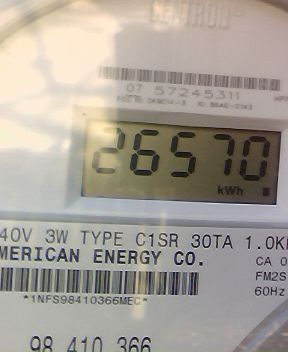 CENTRON
07 57245311
26570
kWh
40V 3W TYPE C1SR 30TA 1.0K
MERICAN ENERGY CO.
CA 0
FM2S
60Hz
*1NFS98410366MEC*
98 410 366